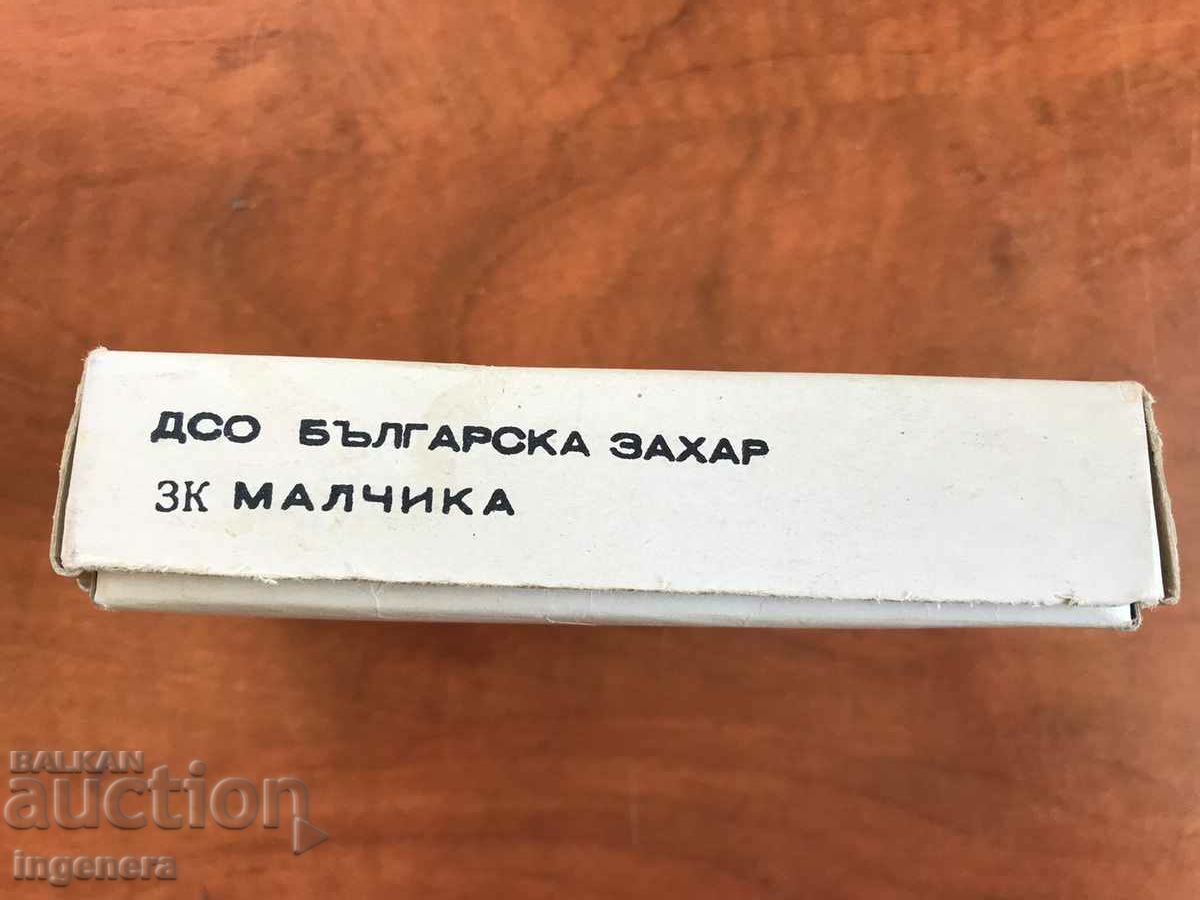 ДСО БЪЛГАРСКА ЗАХАР
ЗК МАЛЧИКА
BALKAN
auction
ingenera